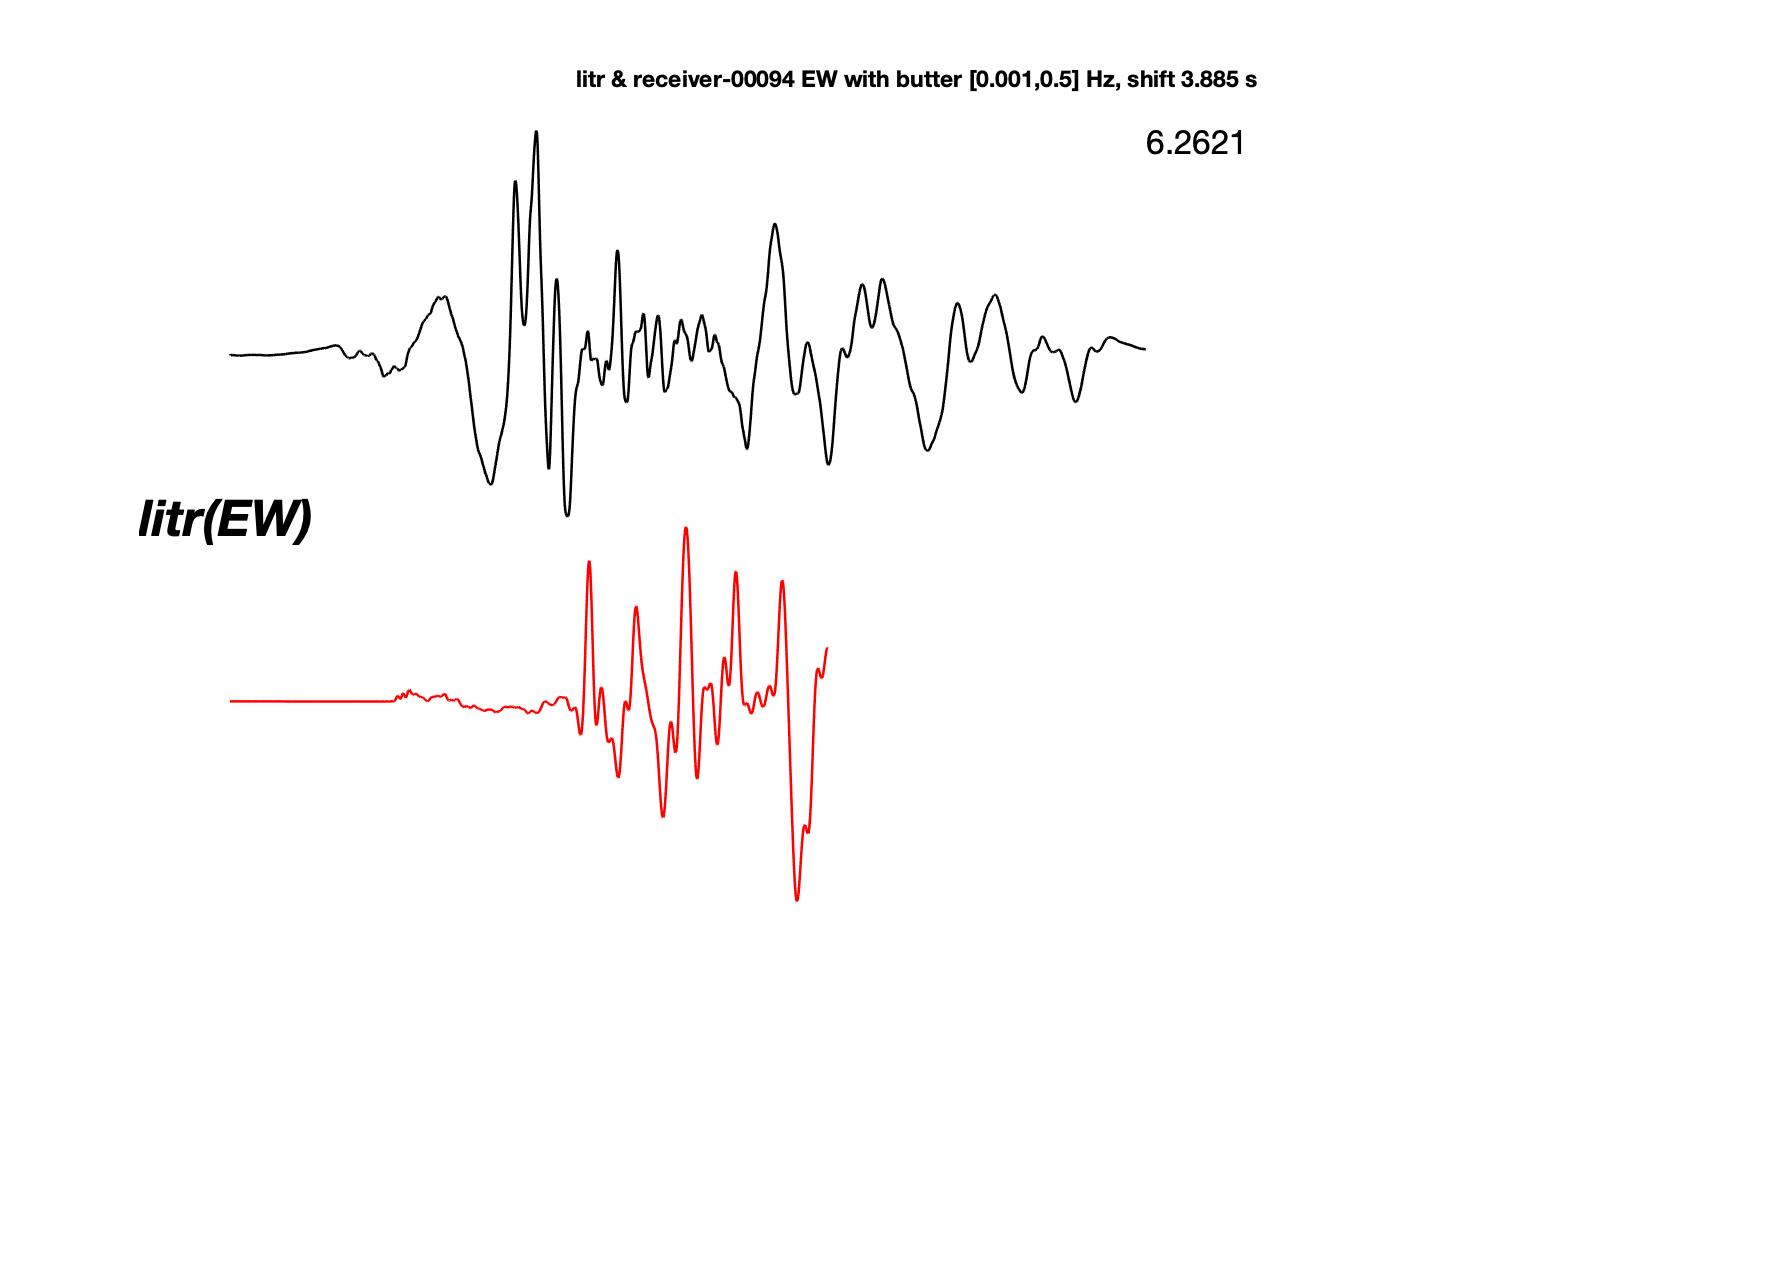 litr & receiver-00094 EW with butter [0.001,0.5] Hz, shift 3.885 s
6.2621
litr(EW)